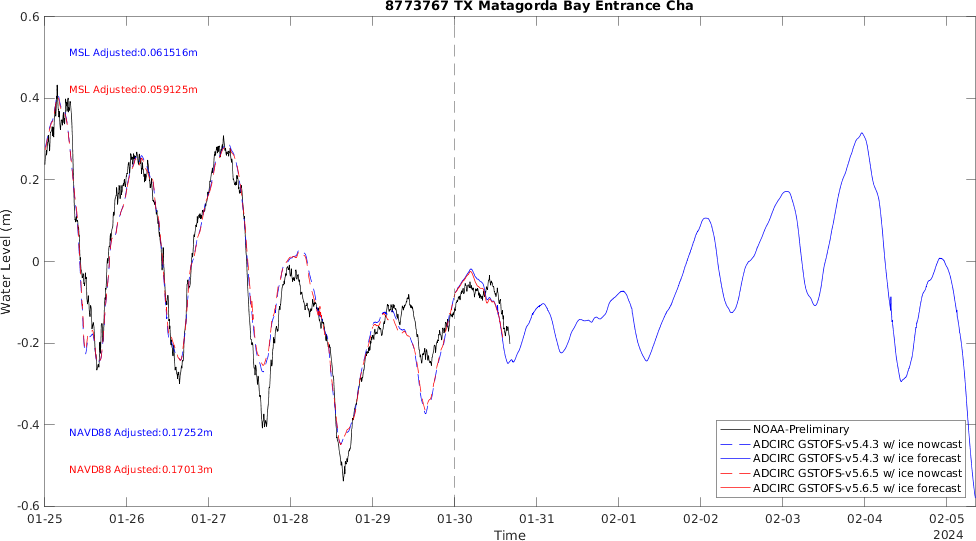 8773767 TX Matagorda Bay Entrance Cha
0.6
0.4
0.2
0
-0.2
-0.4
-0.6
Water Level (m)
MSL Adjusted:0.061516m
MSL Adjusted:0.059125m
NAVD88 Adjusted:0.17252m
NAVD88 Adjusted:0.17013m
NOAA-Preliminary
ADCIRC GSTOFS-v5.4.3 w/ ice nowcast
ADCIRC GSTOFS-v5.4.3 w/ ice forecast
ADCIRC GSTOFS-v5.6.5 w/ ice nowcast
ADCIRC GSTOFS-v5.6.5 w/ ice forecast
01-25 01-26 01-27 01-28 01-29 01-30 01-31 02-01 02-02 02-03 02-04 02-05
Time
2024